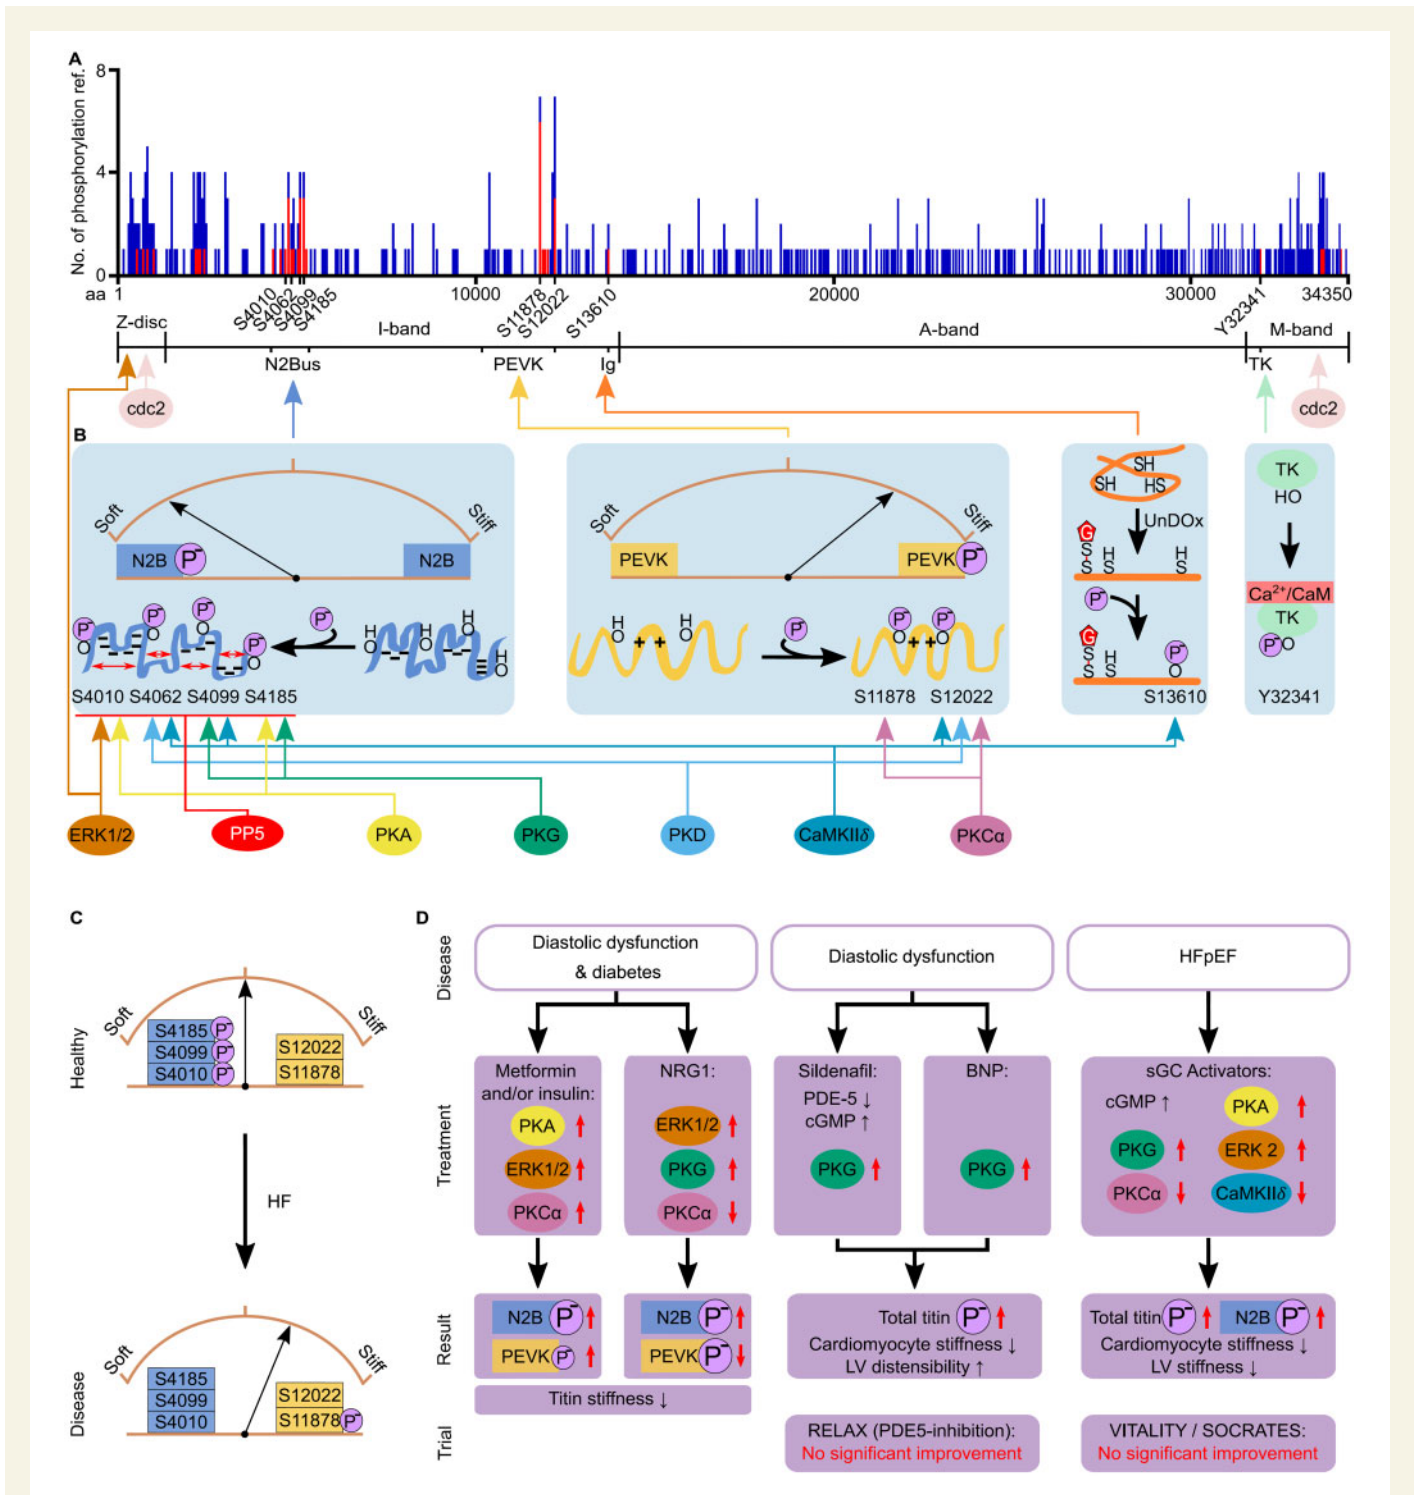 A
No. of phosphorylation ref.
8
4
0
aa 1 10000 20000 30000 34350
S4010 S4062 S4099 S4185 S11878 S12022 S13610 Y32341
Z-disc I-band A-band M-band
N2Bus PEVK Ig TK
cdc2 cdc2
B
Soft Stiff
N2B P- N2B
P- P- P- P- P-
O O O HO HO HO HO
S4010 S4062 S4099 S4185
Soft Stiff
PEVK PEVK P-
HO HO P- P- P-
+ + O + + O
S11878 S12022
SH
SH HS
UnDOx
G
S H H
S S S
P-
G
S H P-
S S O
S13610
TK
HO
Ca2+/CaM
TK
P- O
Y32341
ERK1/2 PP5 PKA PKG PKD CaMKIIδ PKCα
C
Healthy
Soft Stiff
S4185 P-
S4099 P- S12022
S4010 P- S11878
HF
Disease
Soft Stiff
S4185
S4099 S12022
S4010 S11878 P-
D
Disease
Diastolic dysfunction
& diabetes
Diastolic dysfunction
HFpEF
Treatment
Metformin
and/or insulin:
PKA ↑
ERK1/2 ↑
PKCα ↑
NRG1:
ERK1/2 ↑
PKG ↑
PKCα ↓
Sildenafil:
PDE-5 ↓
cGMP ↑
PKG ↑
BNP:
PKG ↑
sGC Activators:
cGMP ↑ PKA ↑
PKG ↑ ERK 2 ↑
PKCα ↓ CaMKIIδ ↓
Result
N2B P- ↑
PEVK P- ↑
N2B P- ↑
PEVK P- ↓
Titin stiffness ↓
Total titin P- ↑
Cardiomyocyte stiffness ↓
LV distensibility ↑
Total titin P- ↑ N2B P- ↑
Cardiomyocyte stiffness ↓
LV stiffness ↓
Trial
RELAX (PDE5-inhibition):
No significant improvement
VITALITY / SOCRATES:
No significant improvement